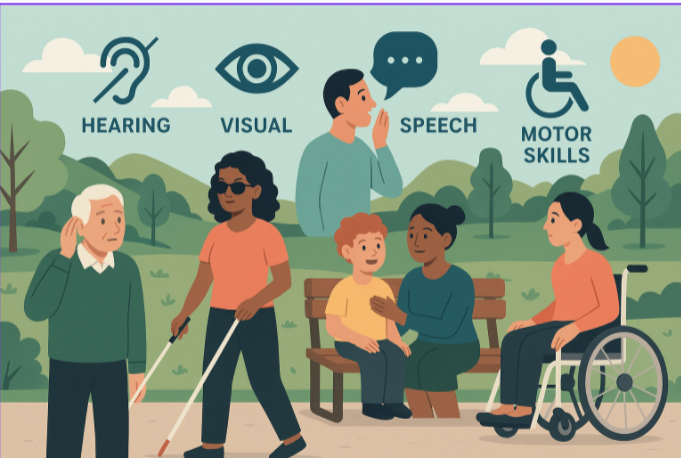 HEARING
VISUAL
SPEECH
MOTOR
SKILLS